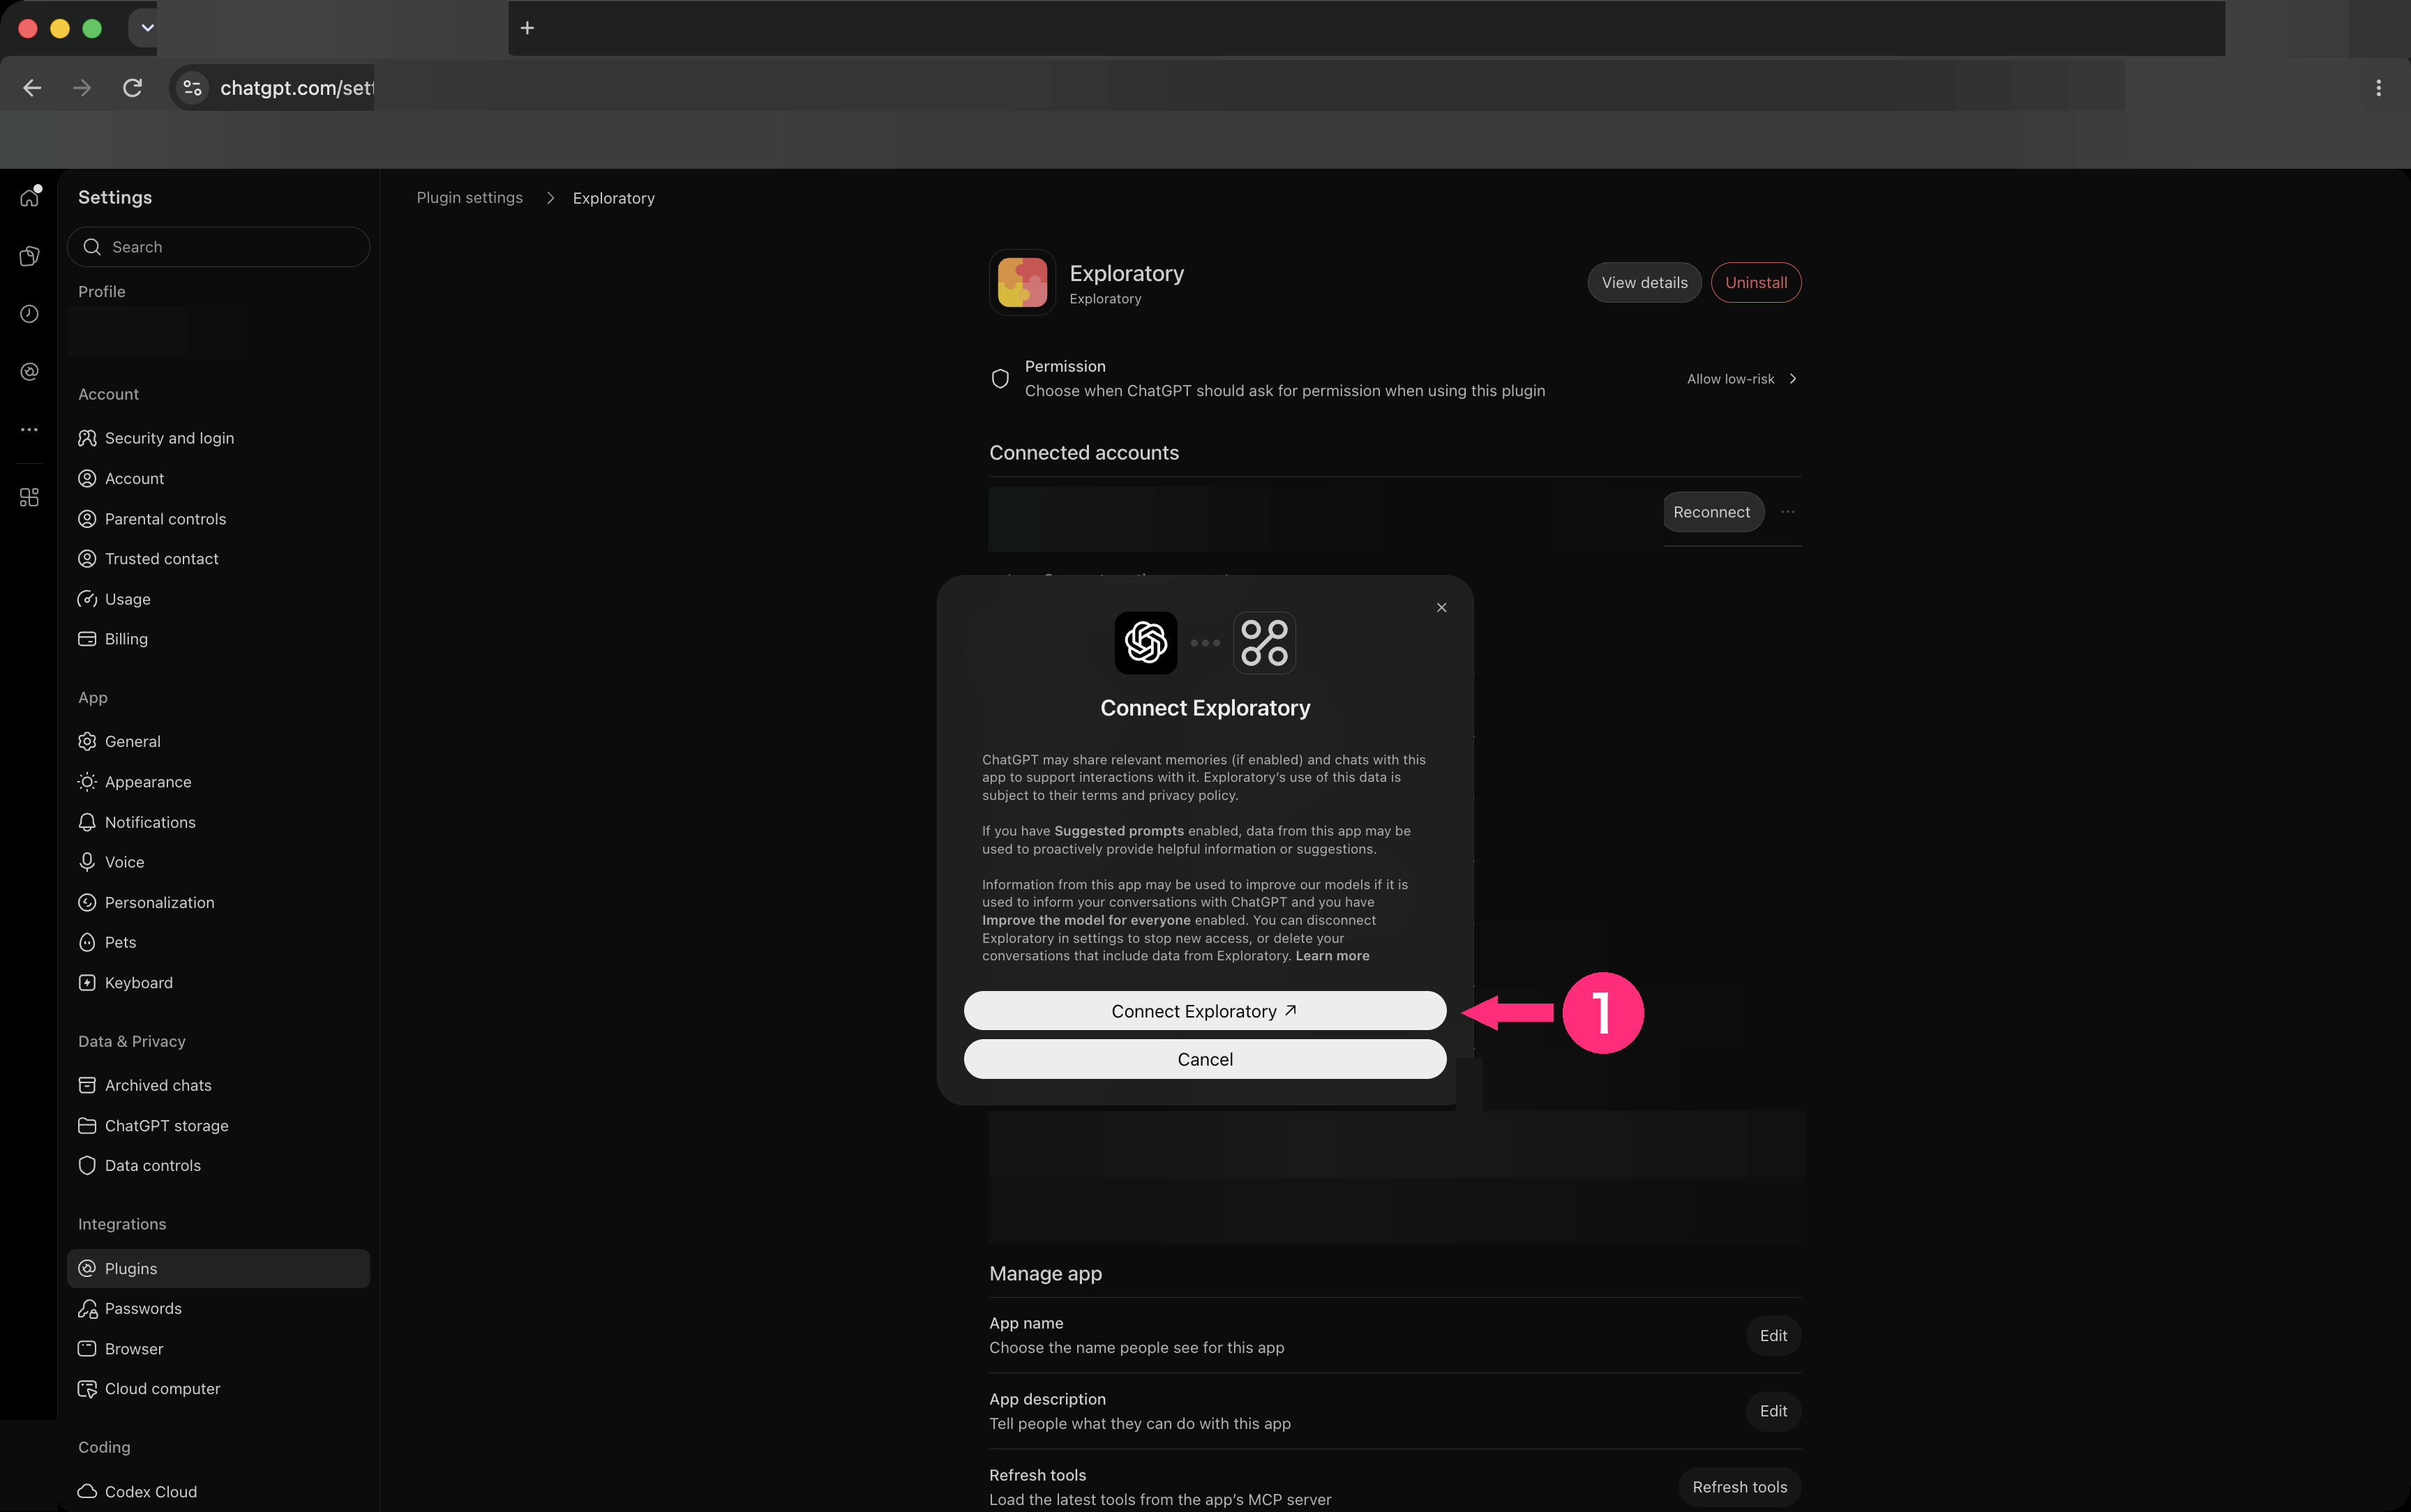 chatgpt.com/sett
Settings
Search
Profile
Account
Security and login
Account
Parental controls
Trusted contact
Usage
Billing
App
General
Appearance
Notifications
Voice
Personalization
Pets
Keyboard
Data & Privacy
Archived chats
ChatGPT storage
Data controls
Integrations
Plugins
Passwords
Browser
Cloud computer
Coding
Codex Cloud
Plugin settings > Exploratory
Exploratory
Exploratory
View details
Uninstall
Permission
Choose when ChatGPT should ask for permission when using this plugin
Allow low-risk
Connected accounts
Reconnect
Connect Exploratory
ChatGPT may share relevant memories (if enabled) and chats with this
app to support interactions with it. Exploratory's use of this data is
subject to their terms and privacy policy.
If you have Suggested prompts enabled, data from this app may be
used to proactively provide helpful information or suggestions.
Information from this app may be used to improve our models if it is
used to inform your conversations with ChatGPT and you have
Improve the model for everyone enabled. You can disconnect
Exploratory in settings to stop new access, or delete your
conversations that include data from Exploratory. Learn more
Connect Exploratory
1
Cancel
Manage app
App name
Choose the name people see for this app
Edit
App description
Tell people what they can do with this app
Edit
Refresh tools
Load the latest tools from the app's MCP server
Refresh tools